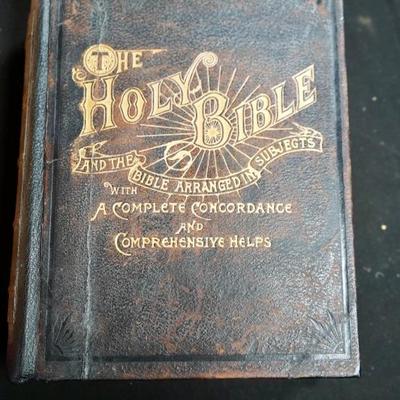 THE
HOLY BIBLE
AND THE BIBLE ARRANGED IN SUBJECTS
WITH
A COMPLETE CONCORDANCE
AND
COMPREHENSIVE HELPS